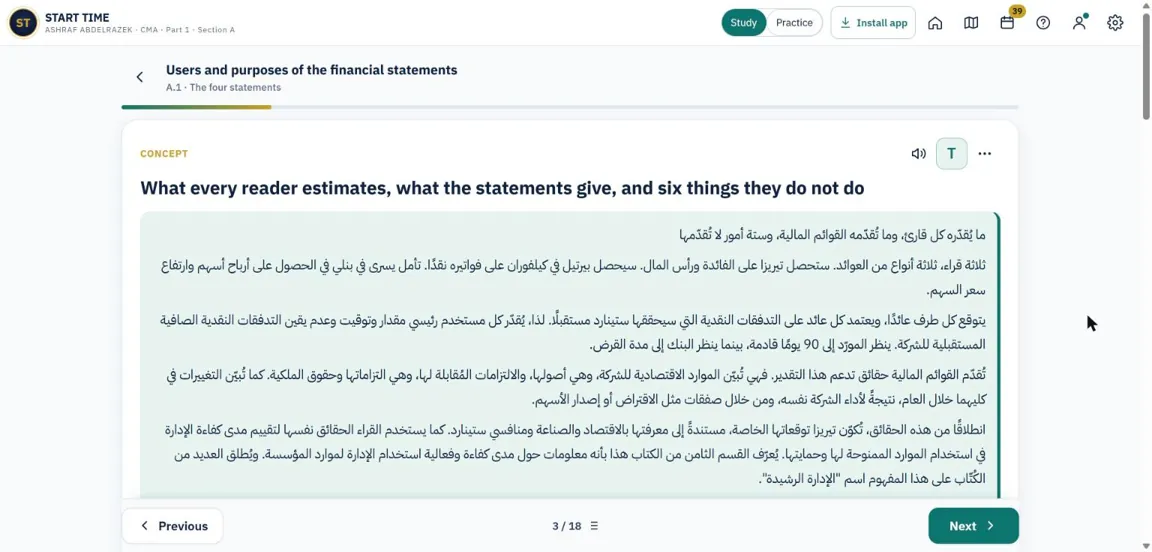 ST
START TIME
ASHRAF ABDELRAZEK · CMA · Part 1 · Section A
Study
Practice
Install app
39
Users and purposes of the financial statements
A.1 · The four statements
CONCEPT
T
What every reader estimates, what the statements give, and six things they do not do
ما يُقدّره كل قارئ، وما تُقدّمه القوائم المالية، وستة أمور لا تُقدّمها
ثلاثة قراء، ثلاثة أنواع من العوائد. ستحصل تيريزا على الفائدة ورأس المال. سيحصل بيرتيل في كيلفوران على فواتيره نقدًا. تأمل يسرى في بنلي في الحصول على أرباح أسهم وارتفاع
سعر السهم.
يتوقع كل طرف عائدًا، ويعتمد كل عائد على التدفقات النقدية التي سيحققها ستينارد مستقبلًا. لذا، يُقدّر كل مستخدم رئيسي مقدار وتوقيت وعدم يقين التدفقات النقدية الصافية
المستقبلية للشركة. ينظر المورّد إلى 90 يومًا قادمة، بينما ينظر البنك إلى مدة القرض.
تُقدّم القوائم المالية حقائق تدعم هذا التقدير. فهي تُبيّن الموارد الاقتصادية للشركة، وهي أصولها، والالتزامات المُقابلة لها، وهي التزاماتها وحقوق الملكية. كما تُبيّن التغييرات في
كليهما خلال العام، نتيجةً لأداء الشركة نفسه، ومن خلال صفقات مثل الاقتراض أو إصدار الأسهم.
انطلاقًا من هذه الحقائق، تُكوّن تيريزا توقعاتها الخاصة، مستندةً إلى معرفتها بالاقتصاد والصناعة ومنافسي ستينارد. كما يستخدم القراء الحقائق نفسها لتقييم مدى كفاءة الإدارة
في استخدام الموارد الممنوحة لها وحمايتها. يُعرّف القسم الثامن من الكتاب هذا بأنه معلومات حول مدى كفاءة وفعالية استخدام الإدارة لموارد المؤسسة. ويُطلق العديد من
الكُتّاب على هذا المفهوم اسم "الإدارة الرشيدة".
Previous
3 / 18
Next